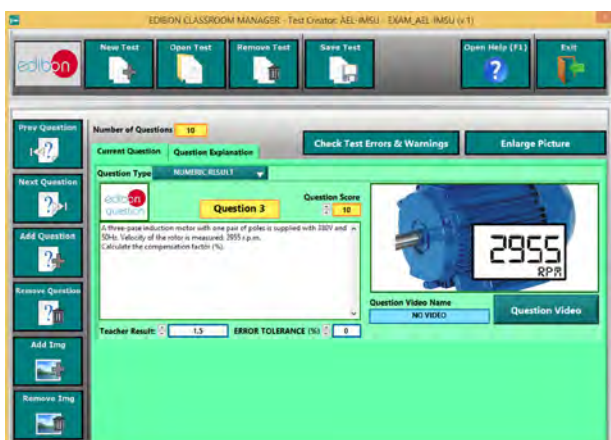 EDIBON CLASSROOM MANAGER - Test Creator: AEL-IMSU - EXAM_AEL-IMSU (v.1)
edibon
New Test
Open Test
Remove Test
Save Test
Open Help (F1)
Exit
Prev Question
Next Question
Add Question
Remove Question
Add Img
Remove Img
Number of Questions 10
Check Test Errors & Warnings
Enlarge Picture
Current Question
Question Explanation
Question Type NUMERIC RESULT
edibon
question
Question 3
Question Score
10
A three-pase induction motor with one pair of poles is supplied with 380V and
50Hz. Velocity of the rotor is measured: 2955 r.p.m.
Calculate the compensation factor (%).
2955
RPM
Question Video Name
NO VIDEO
Question Video
Teacher Result: 1.5 ERROR TOLERANCE (%) 0